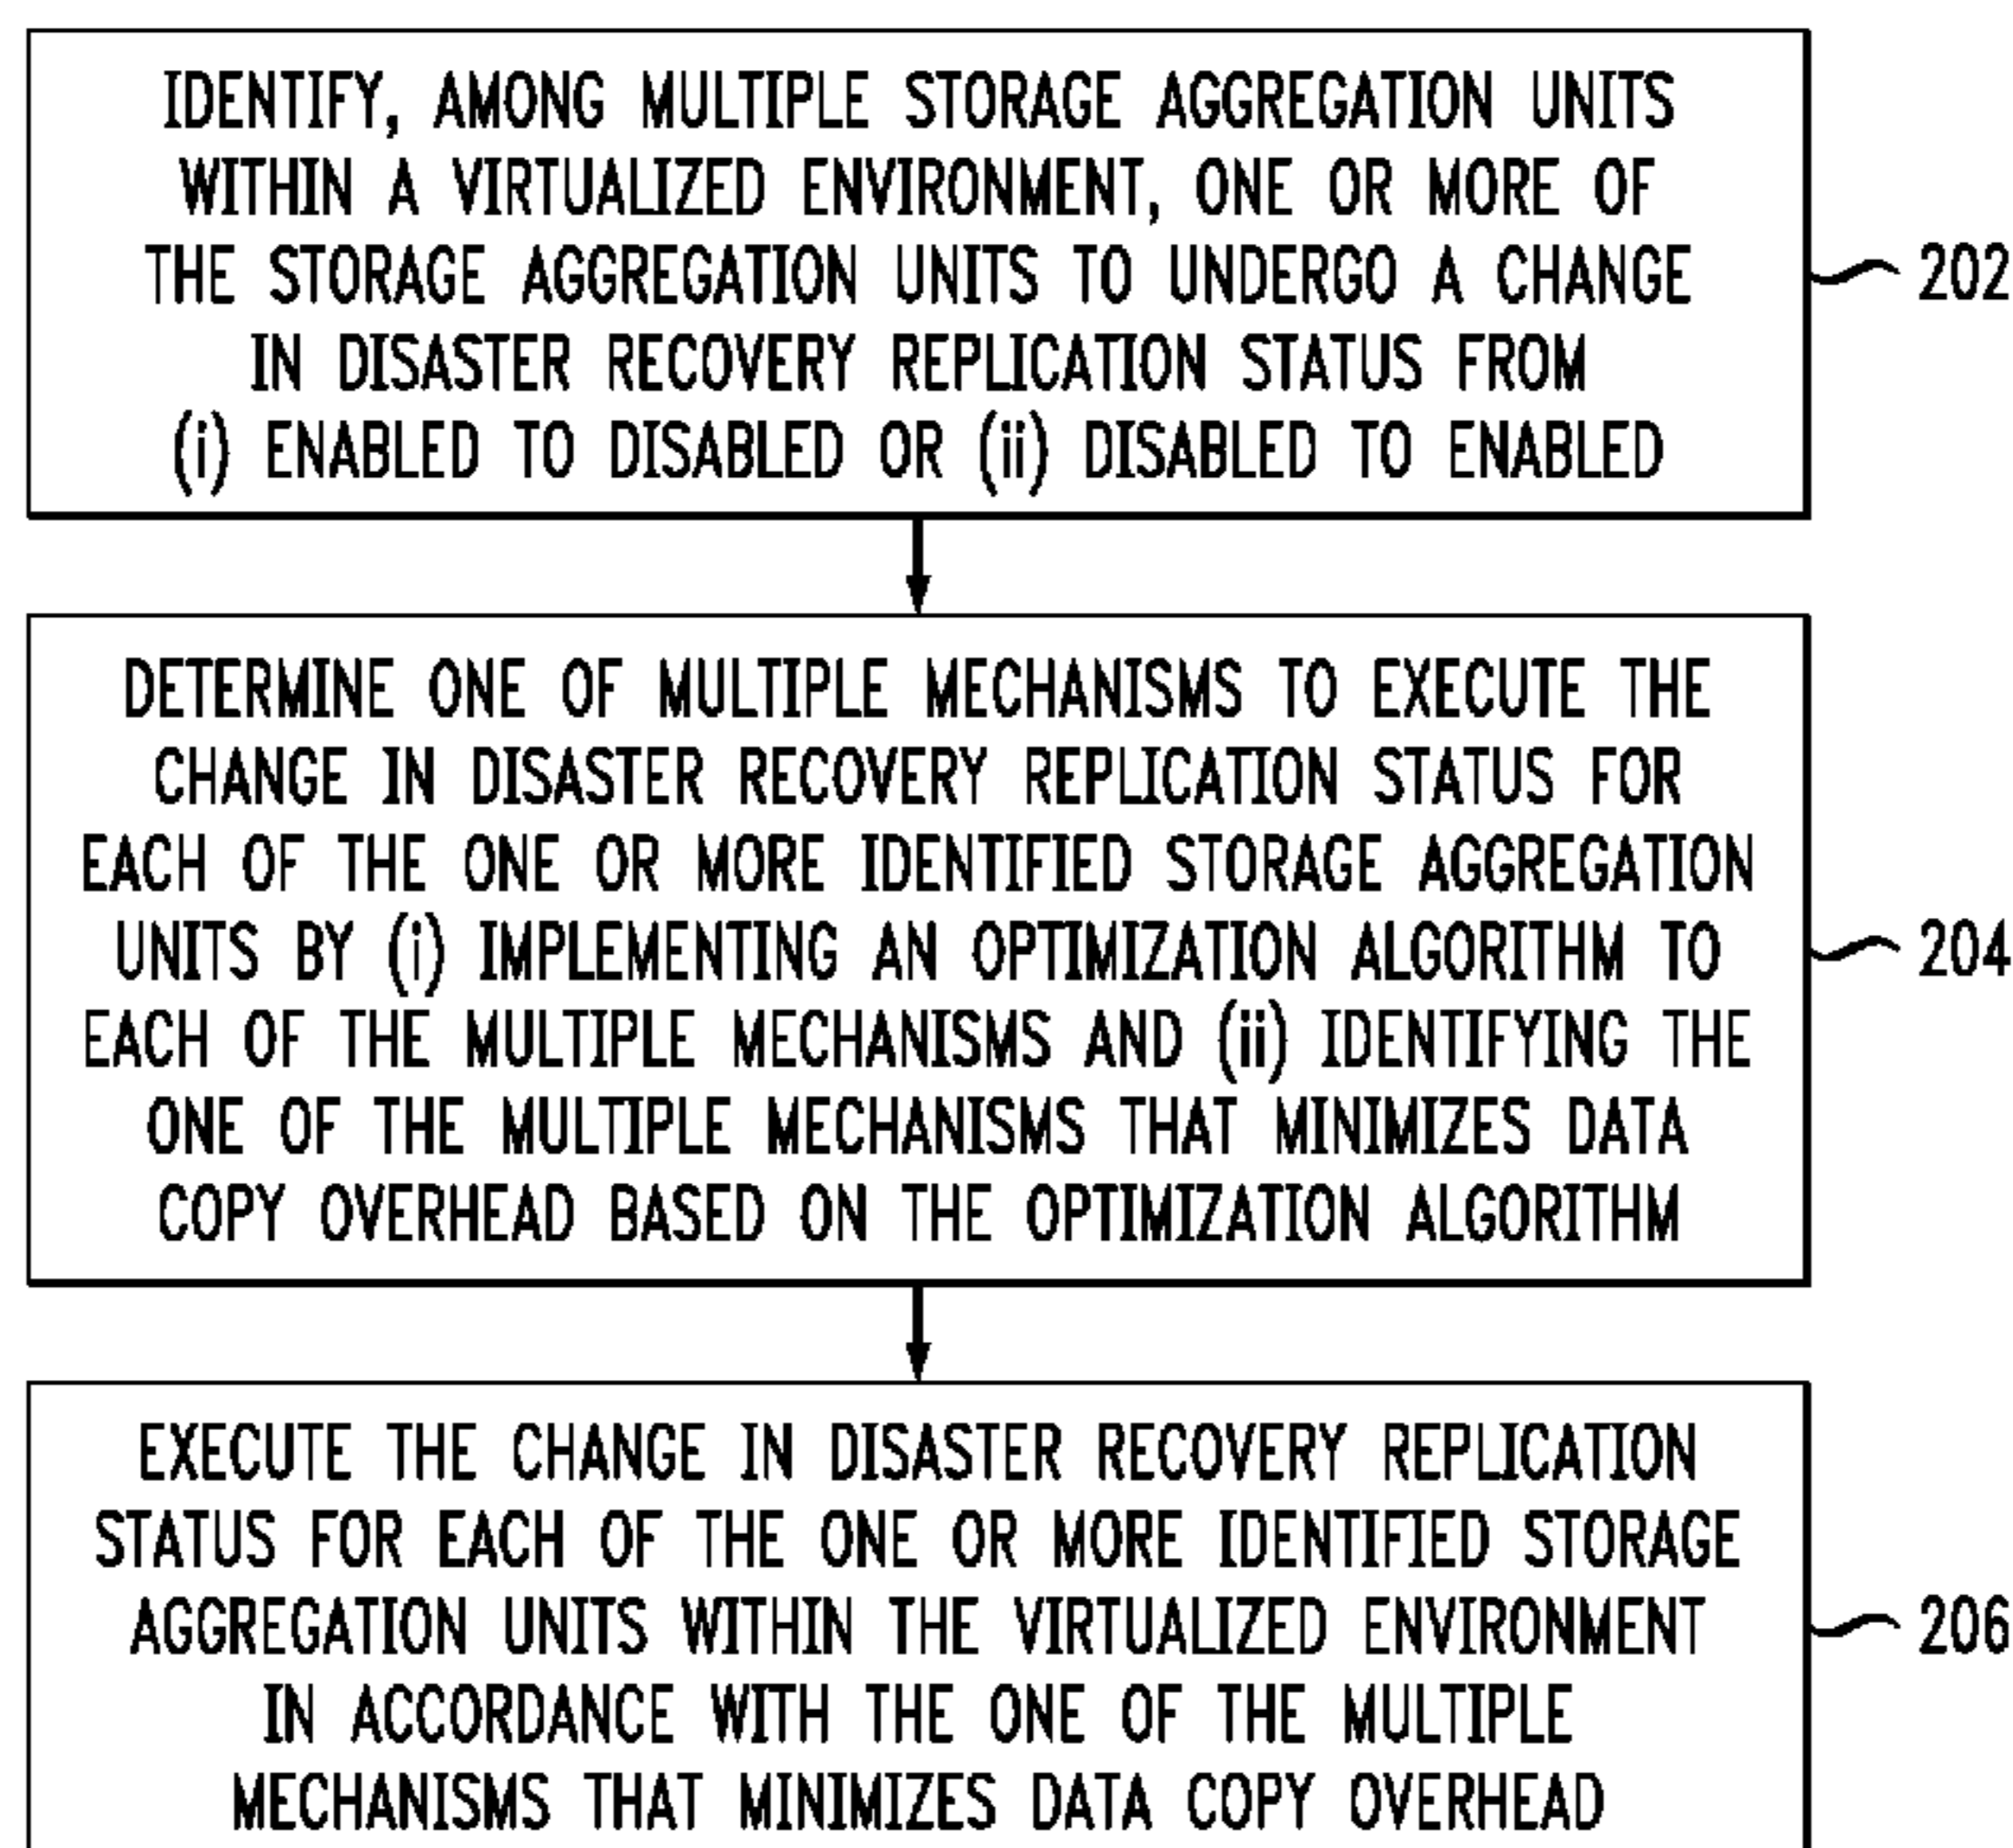 IDENTIFY, AMONG MULTIPLE STORAGE AGGREGATION UNITS
WITHIN A VIRTUALIZED ENVIRONMENT, ONE OR MORE OF
THE STORAGE AGGREGATION UNITS TO UNDERGO A CHANGE
IN DISASTER RECOVERY REPLICATION STATUS FROM
(i) ENABLED TO DISABLED OR (ii) DISABLED TO ENABLED
202
DETERMINE ONE OF MULTIPLE MECHANISMS TO EXECUTE THE
CHANGE IN DISASTER RECOVERY REPLICATION STATUS FOR
EACH OF THE ONE OR MORE IDENTIFIED STORAGE AGGREGATION
UNITS BY (i) IMPLEMENTING AN OPTIMIZATION ALGORITHM TO
EACH OF THE MULTIPLE MECHANISMS AND (ii) IDENTIFYING THE
ONE OF THE MULTIPLE MECHANISMS THAT MINIMIZES DATA
COPY OVERHEAD BASED ON THE OPTIMIZATION ALGORITHM
204
EXECUTE THE CHANGE IN DISASTER RECOVERY REPLICATION
STATUS FOR EACH OF THE ONE OR MORE IDENTIFIED STORAGE
AGGREGATION UNITS WITHIN THE VIRTUALIZED ENVIRONMENT
IN ACCORDANCE WITH THE ONE OF THE MULTIPLE
MECHANISMS THAT MINIMIZES DATA COPY OVERHEAD
206